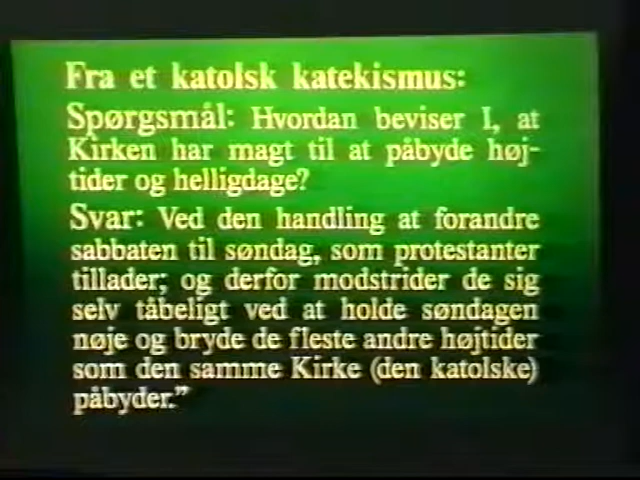 Fra et katolsk katekismus:
Spørgsmål: Hvordan beviser I, at
Kirken har magt til at påbyde høj-
tider og helligdage?
Svar: Ved den handling at forandre
sabbaten til søndag, som protestanter
tillader; og derfor modstrider de sig
selv tåbeligt ved at holde søndagen
nøje og bryde de fleste andre højtider
som den samme Kirke (den katolske)
påbyder."